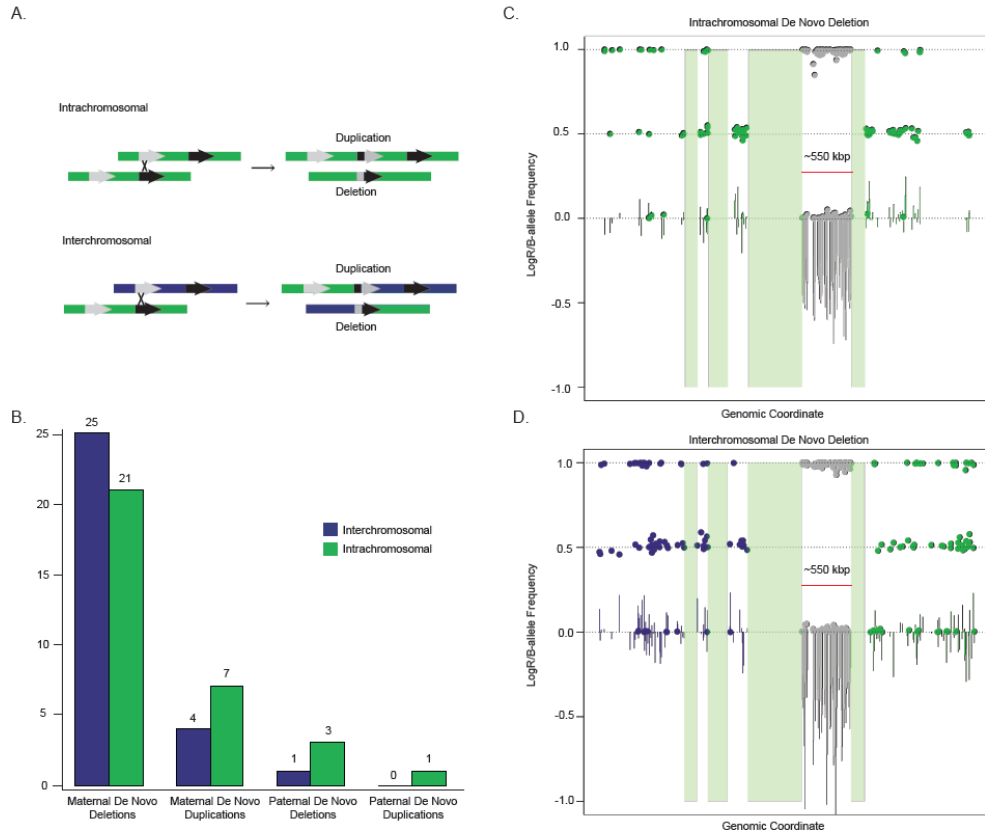 A.
Intrachromosomal
Duplication
Deletion
Interchromosomal
Duplication
Deletion
B.
25
20
15
10
5
0
25
21
4
7
1
3
0
1
Interchromosomal
Intrachromosomal
Maternal De Novo
Deletions
Maternal De Novo
Duplications
Paternal De Novo
Deletions
Paternal De Novo
Duplications
C.
Intrachromosomal De Novo Deletion
LogR/B-allele Frequency
1.0
0.5
0.0
-0.5
-1.0
~550 kbp
Genomic Coordinate
D.
Interchromosomal De Novo Deletion
LogR/B-allele Frequency
1.0
0.5
0.0
-0.5
-1.0
~550 kbp
Genomic Coordinate